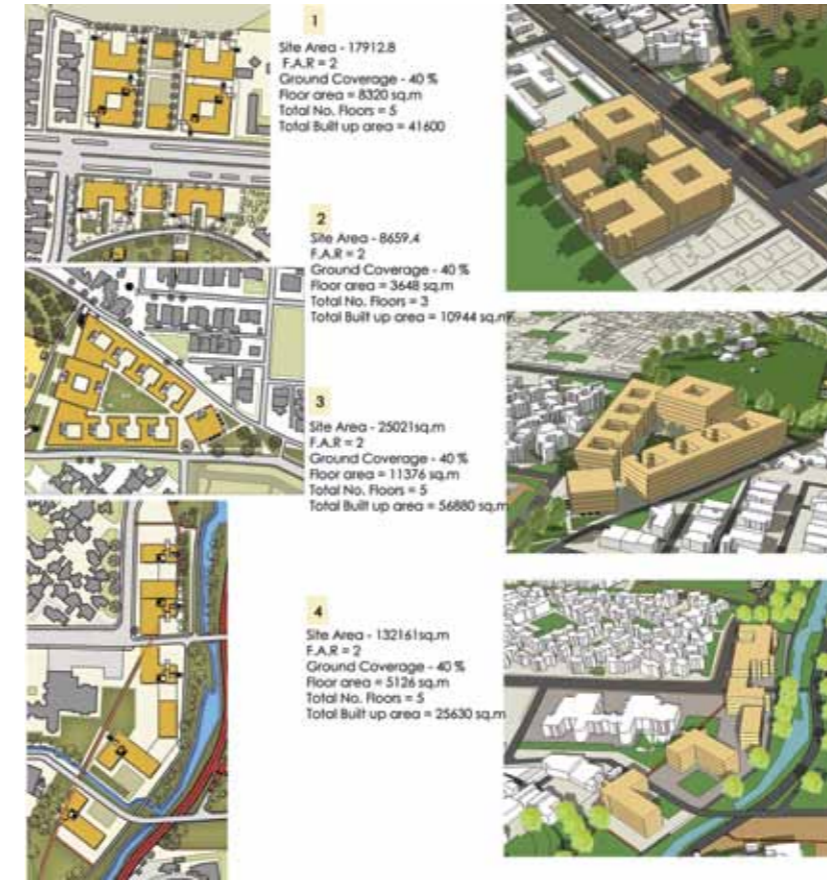 1
Site Area - 17912.8
F.A.R = 2
Ground Coverage - 40 %
Floor area = 8320 sq.m
Total No. Floors = 5
Total Built up area = 41600
2
Site Area - 8659.4
F.A.R = 2
Ground Coverage - 40 %
Floor area = 3648 sq.m
Total No. Floors = 3
Total Built up area = 10944 sq.m
3
Site Area - 25021sq.m
F.A.R = 2
Ground Coverage - 40 %
Floor area = 11376 sq.m
Total No. Floors = 5
Total Built up area = 56880 sq.m
4
Site Area - 132161sq.m
F.A.R = 2
Ground Coverage - 40 %
Floor area = 5126 sq.m
Total No. Floors = 5
Total Built up area = 25630 sq.m